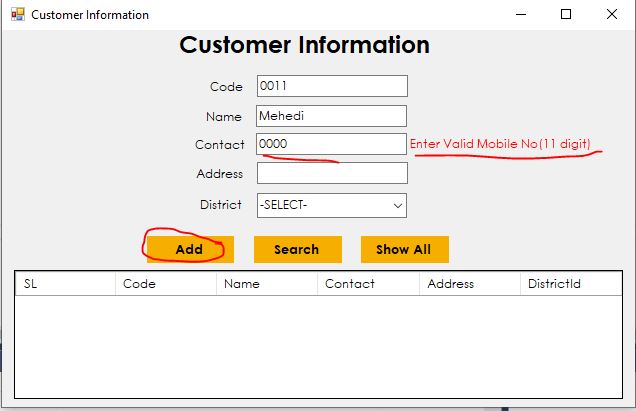 Customer Information
Customer Information
Code 0011
Name Mehedi
Contact 0000 Enter Valid Mobile No(11 digit)
Address
District -SELECT-
Add Search Show All
SL Code Name Contact Address DistrictId